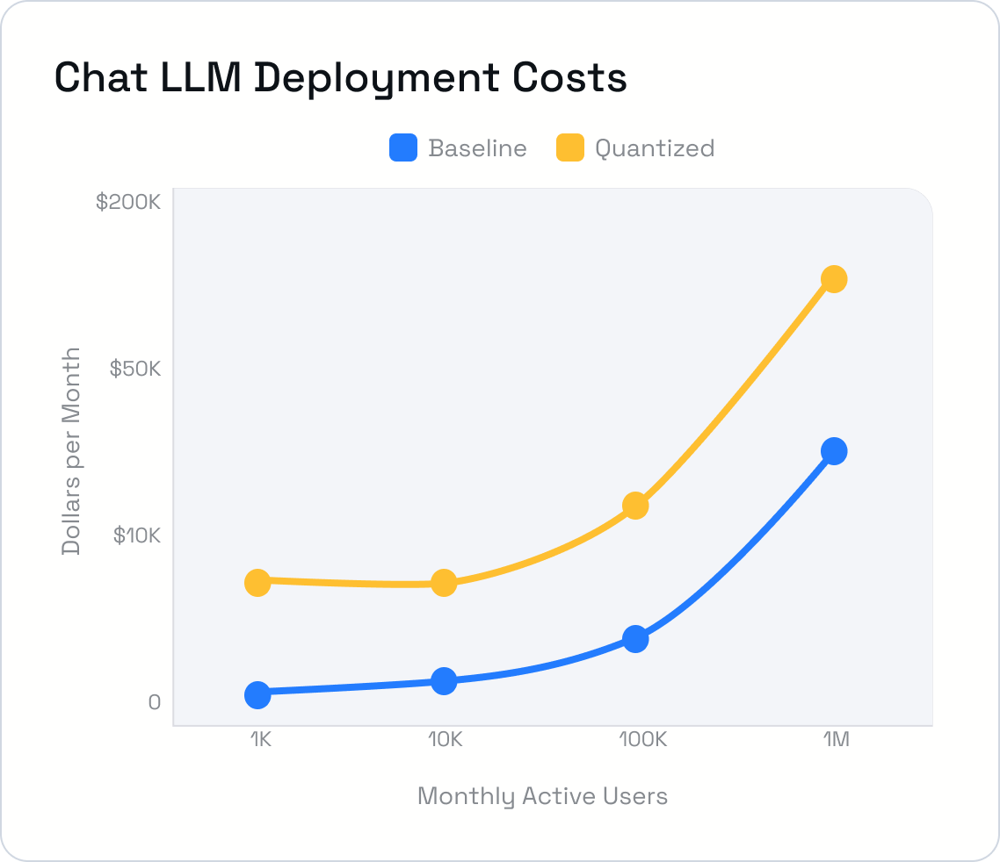 Chat LLM Deployment Costs
Baseline
Quantized
$200K
$50K
$10K
0
Dollars per Month
1K
10K
100K
1M
Monthly Active Users